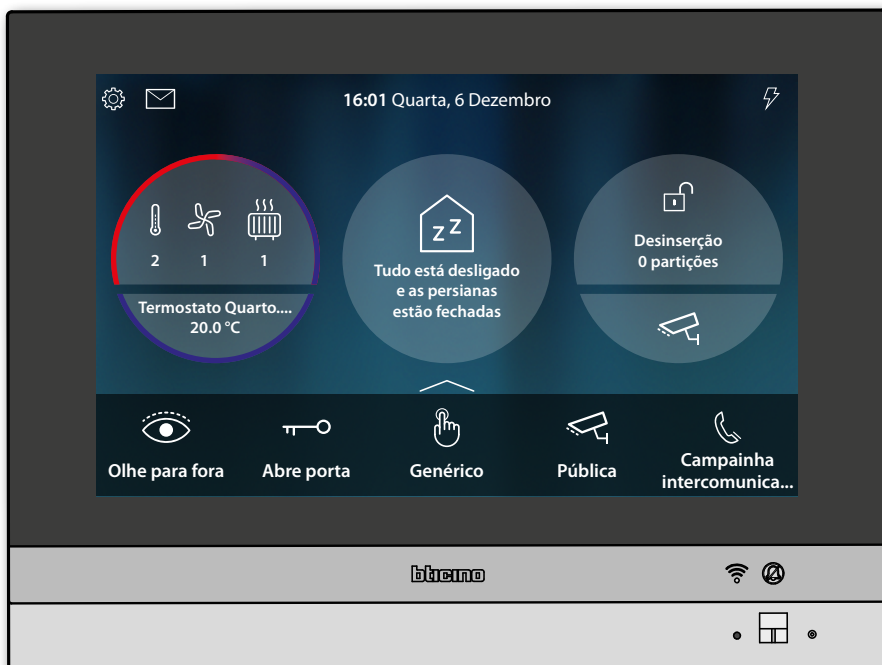 16:01 Quarta, 6 Dezembro
2 1 1
Termostato Quarto....
20.0 °C
zz
Tudo está desligado
e as persianas
estão fechadas
Desinserção
0 partições
Olhe para fora
Abre porta
Genérico
Pública
Campainha
intercomunica...
bticino